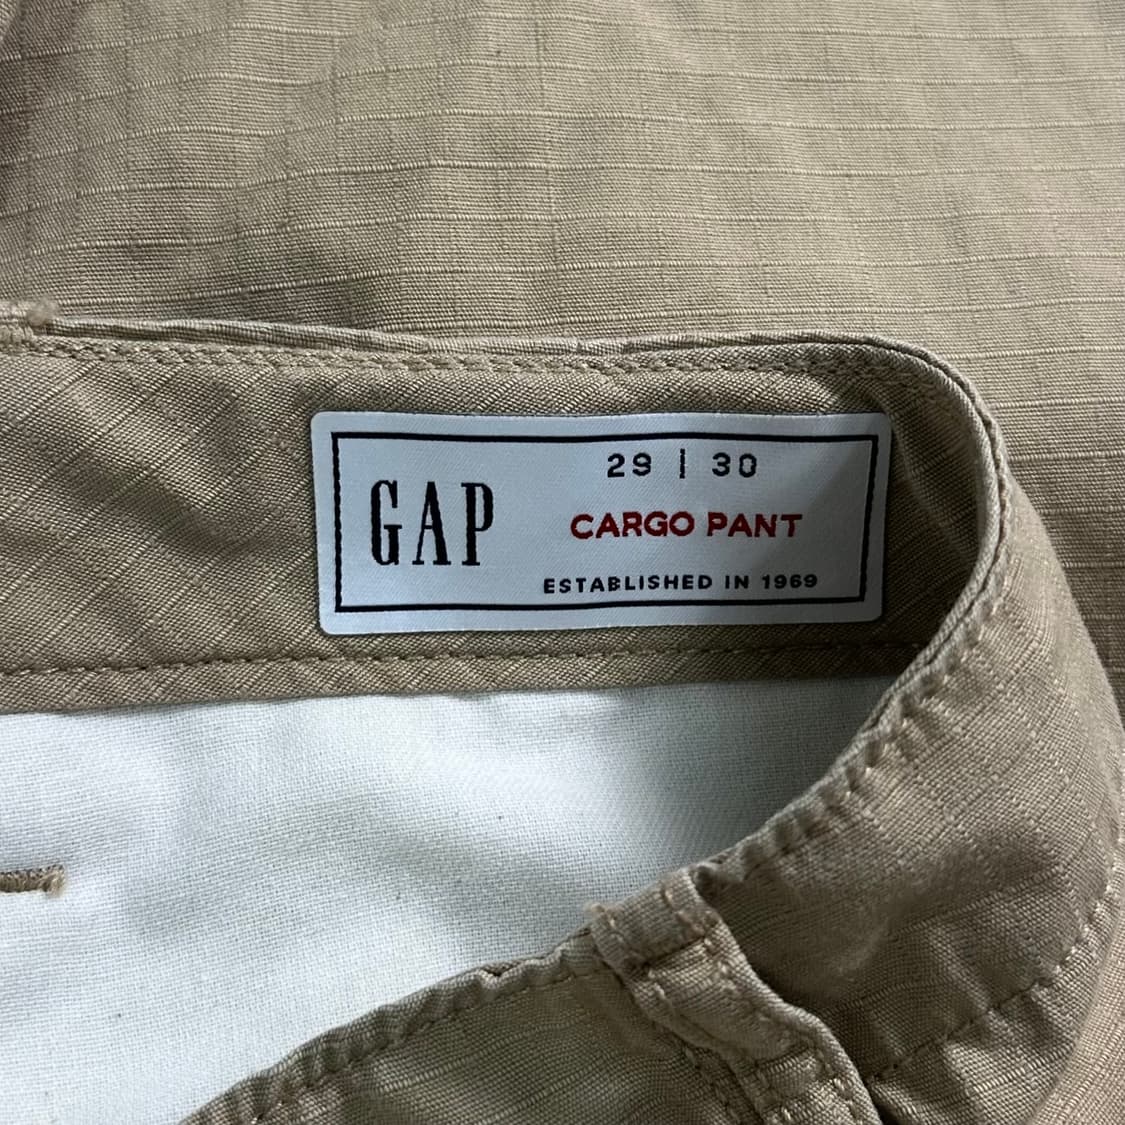 GAP
29 | 30
CARGO PANT
ESTABLISHED IN 1969